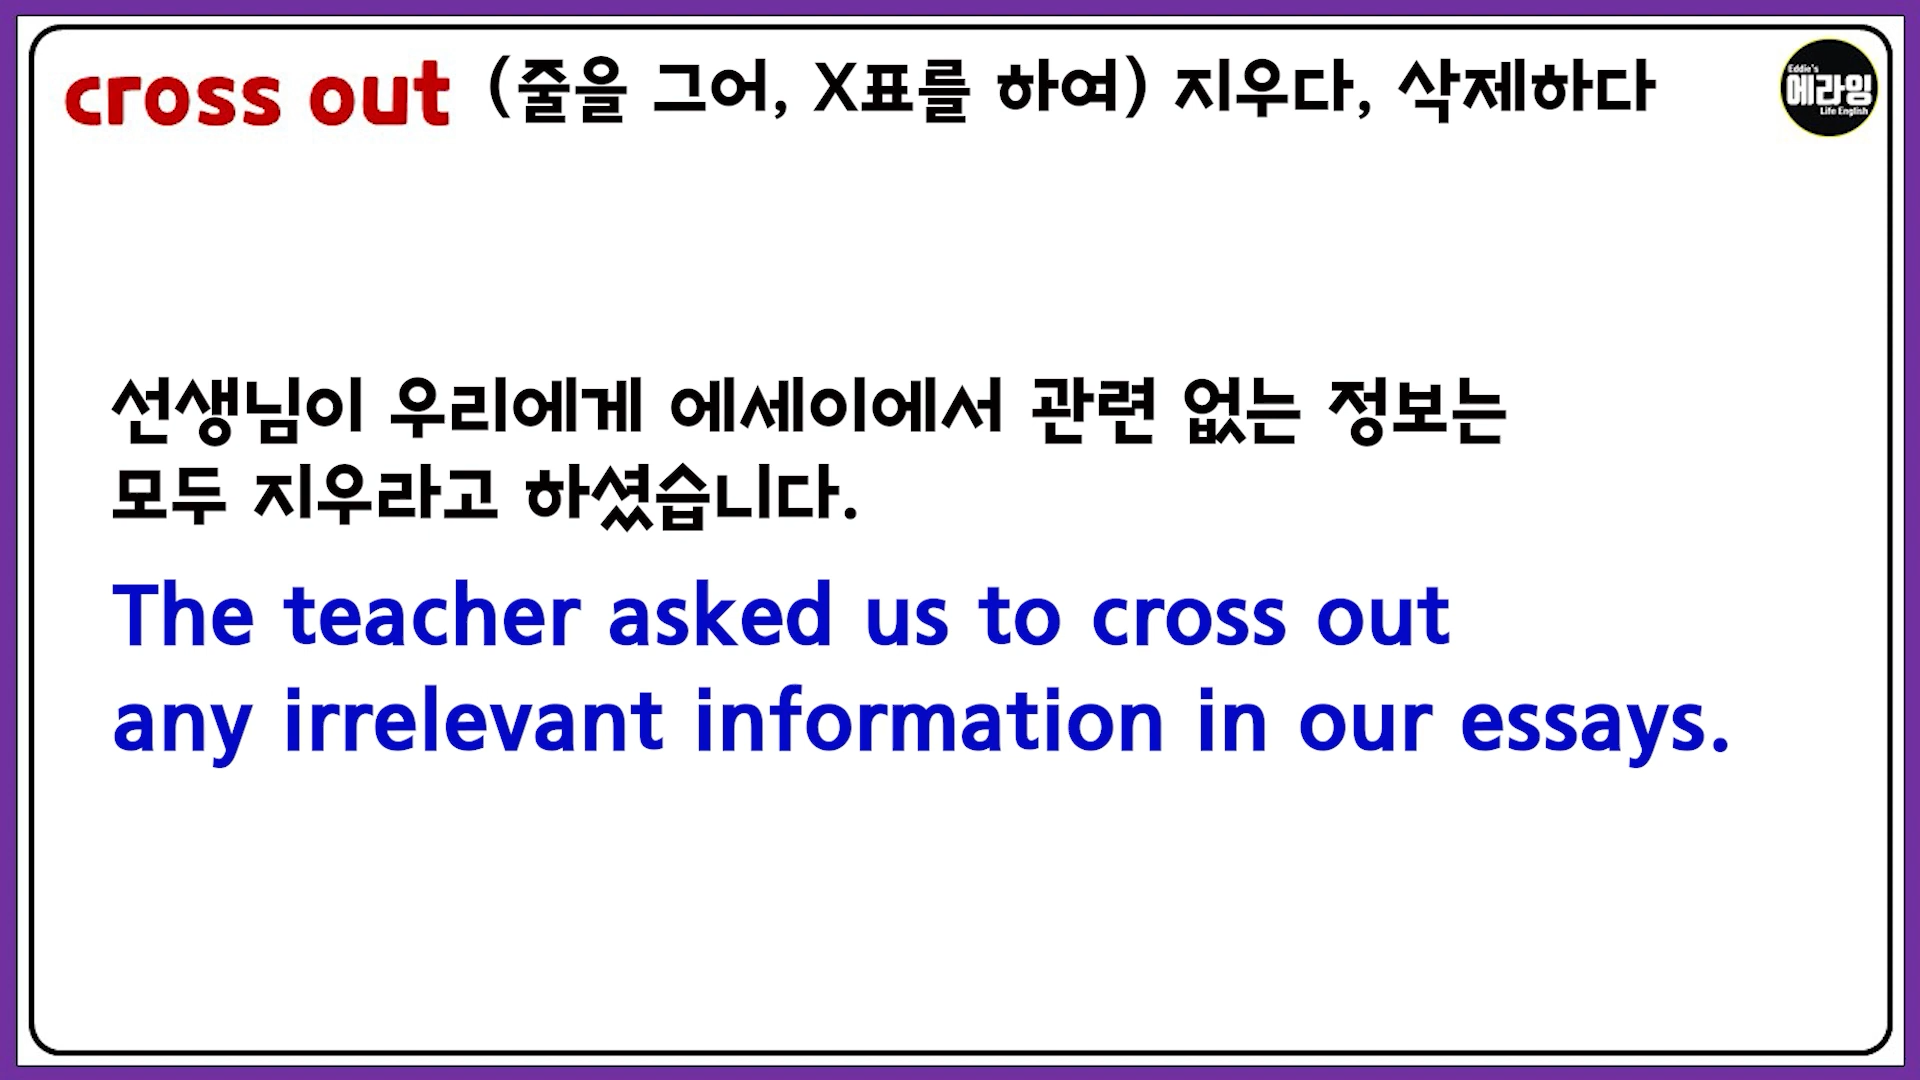 cross out (줄을 그어, X표를 하여) 지우다, 삭제하다
Eddie's
에라잉
Life English
선생님이 우리에게 에세이에서 관련 없는 정보는
모두 지우라고 하셨습니다.
The teacher asked us to cross out
any irrelevant information in our essays.